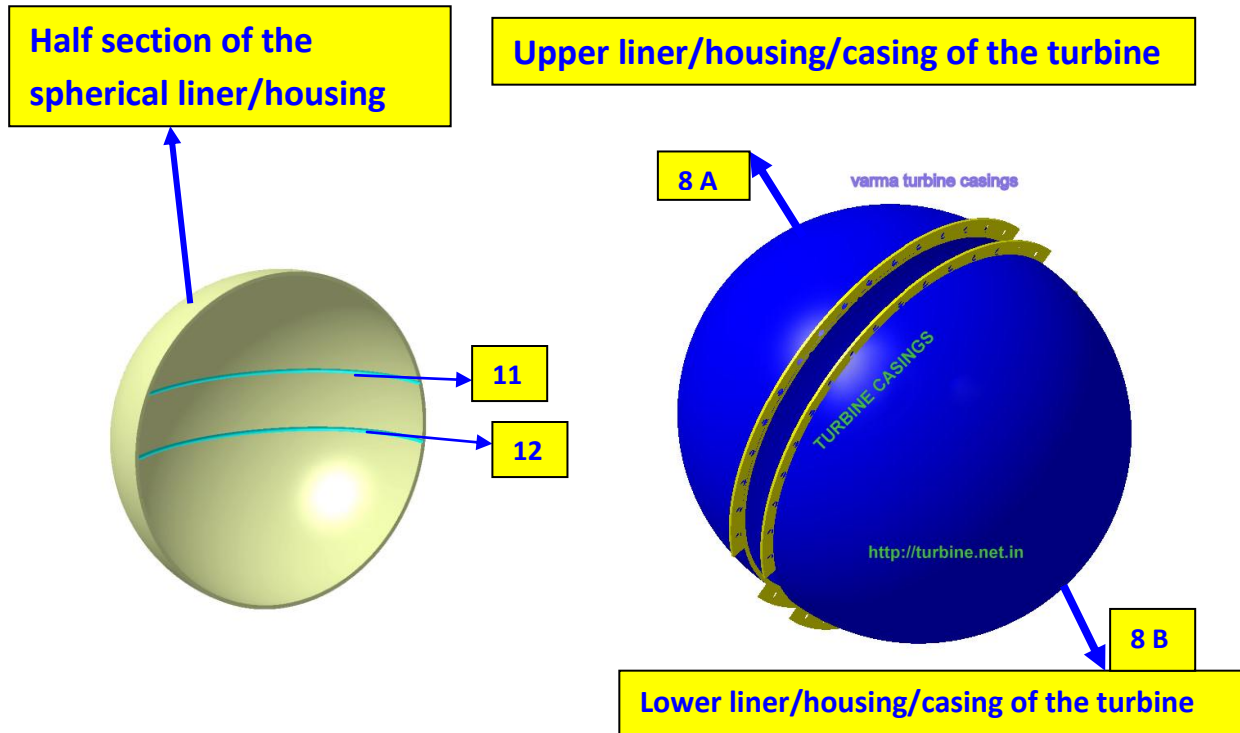 Half section of the
spherical liner/housing
Upper liner/housing/casing of the turbine
8 A
varma turbine casings
11
12
TURBINE CASINGS
http://turbine.net.in
8 B
Lower liner/housing/casing of the turbine